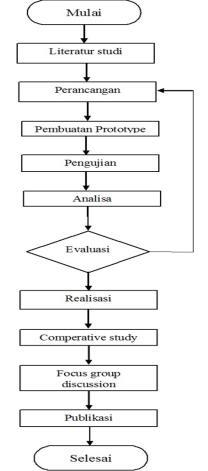 Mulai
Literatur studi
Perancangan
Pembuatan Prototype
Pengujian
Analisa
Evaluasi
Realisasi
Comperative study
Focus group
discussion
Publikasi
Selesai